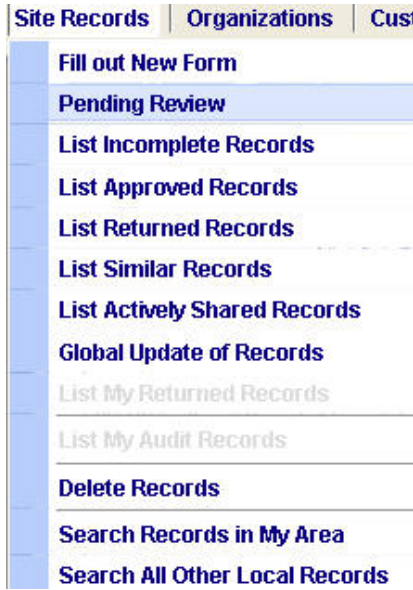 Site Records | Organizations | Cust
Fill out New Form
Pending Review
List Incomplete Records
List Approved Records
List Returned Records
List Similar Records
List Actively Shared Records
Global Update of Records
List My Returned Records
List My Audit Records
Delete Records
Search Records in My Area
Search All Other Local Records